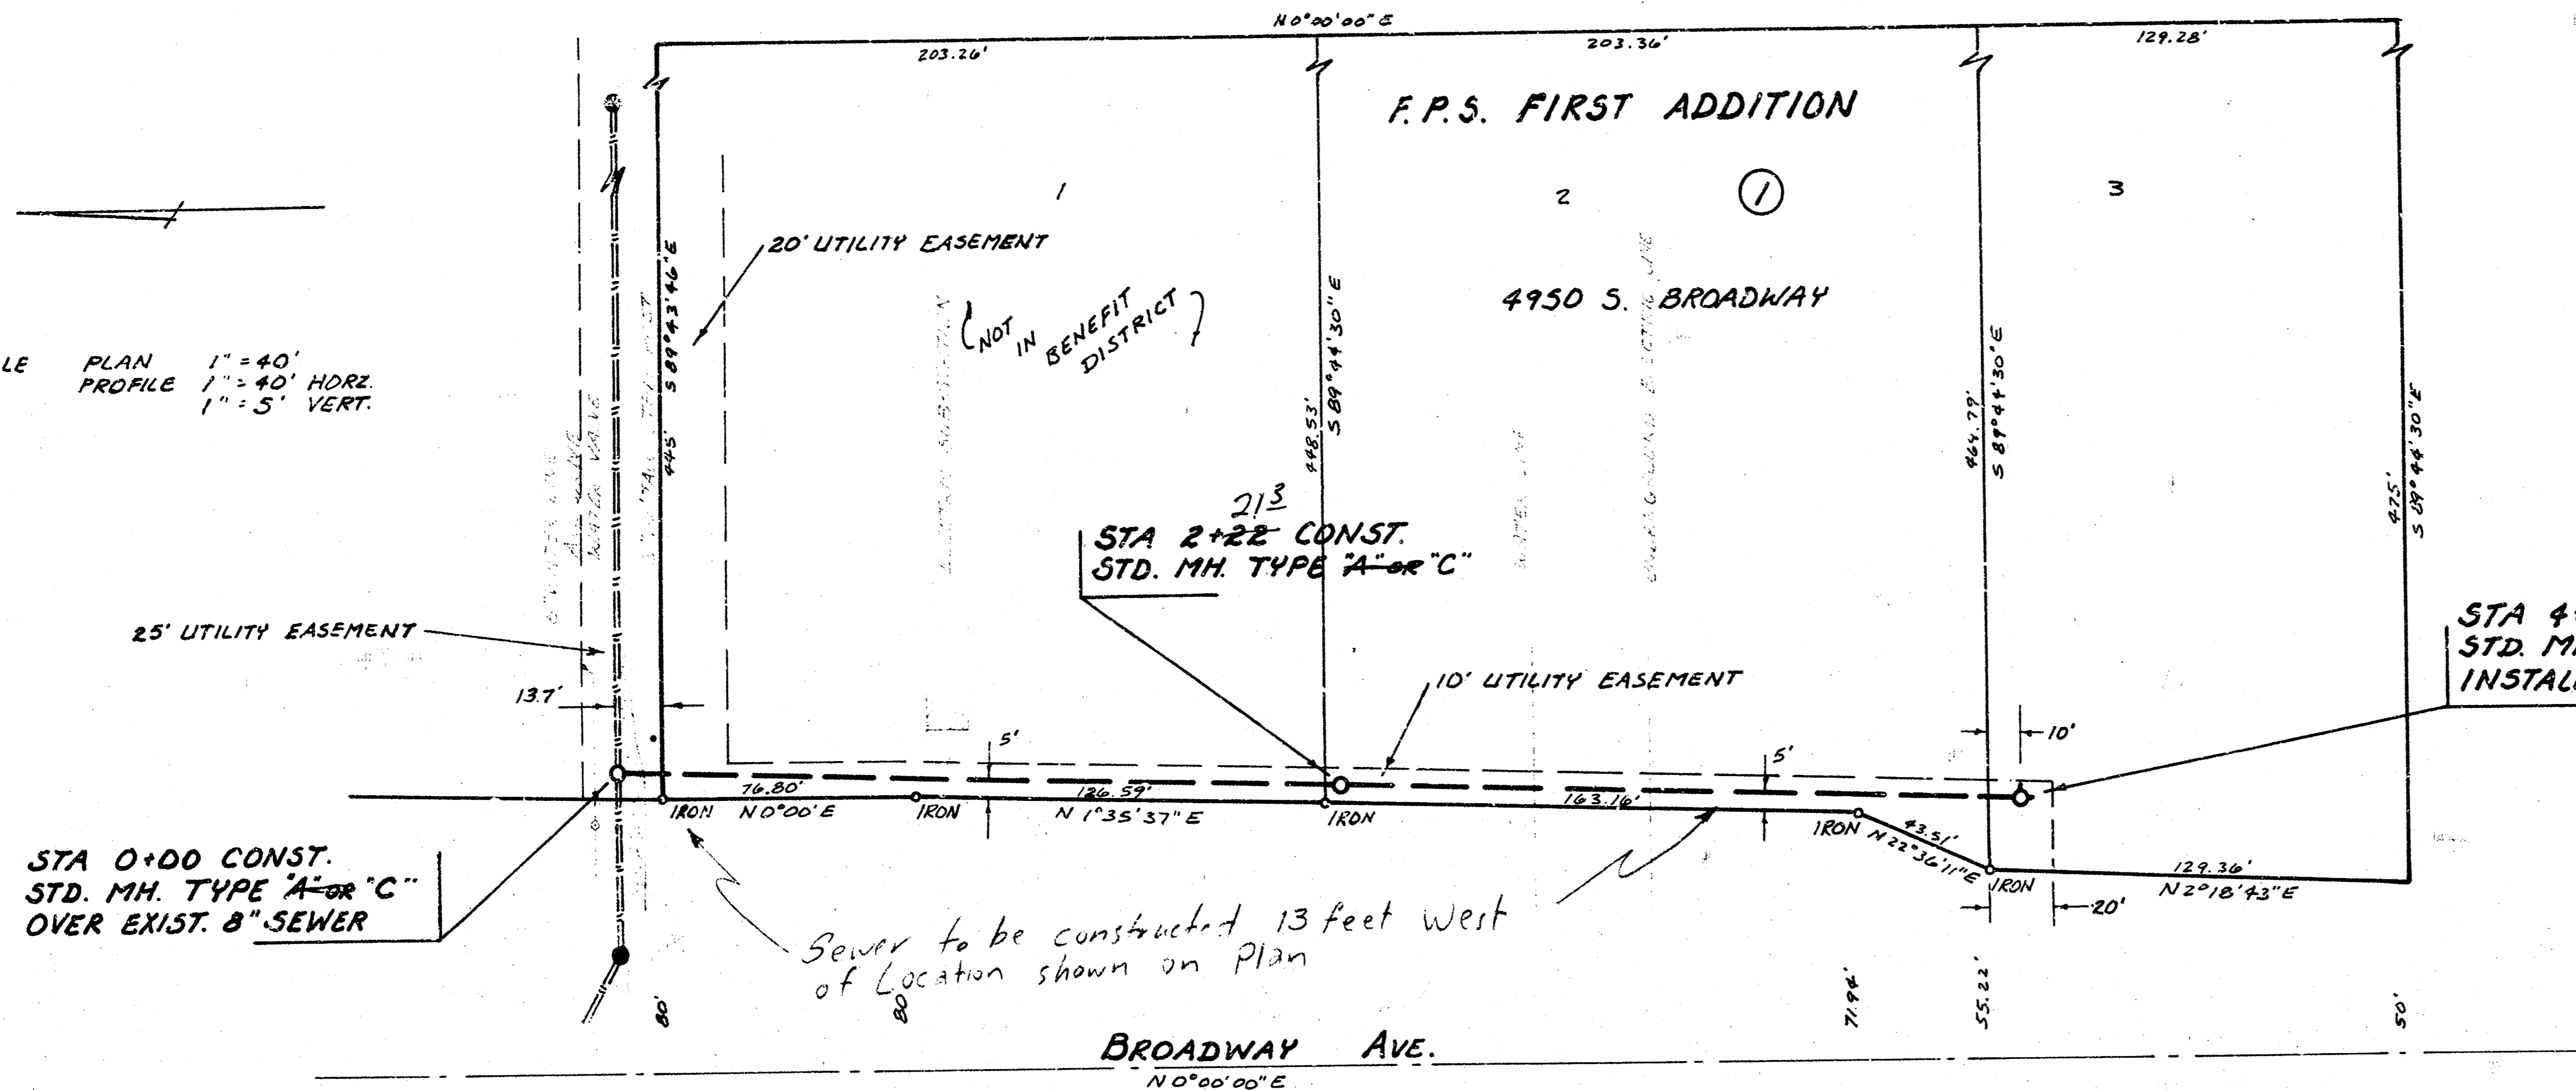 N 0°00'00" E
203.26'
203.36'
129.28'
F.P.S. FIRST ADDITION
1
2
1
3
20' UTILITY EASEMENT
4950 S. BROADWAY
(NOT IN BENEFIT DISTRICT)
S 89°43'46" E
445'
S 89°44'30" E
448.53'
S 89°44'30" E
464.79'
S 89°44'30" E
475'
LE PLAN 1" = 40'
PROFILE 1" = 40' HORZ.
1" = 5' VERT.
WATER VALVE
WATER LINE
21 3
STA 2+22 CONST.
STD. MH. TYPE "A" OR "C"
25' UTILITY EASEMENT
13.7'
10' UTILITY EASEMENT
STA 4
STD. M
INSTAL
10'
5'
5'
76.80'
126.59'
163.16'
IRON
N 0°00' E
IRON
N 1°35'37" E
IRON
IRON
43.51'
N 22°36'11" E
IRON
129.36'
N 2°18'43" E
20'
STA 0+00 CONST.
STD. MH. TYPE "A" OR "C"
OVER EXIST. 8" SEWER
Sewer to be constructed 13 feet West
of Location shown on Plan
80'
80
71.94'
55.22'
50'
BROADWAY AVE.
N 0°00'00" E